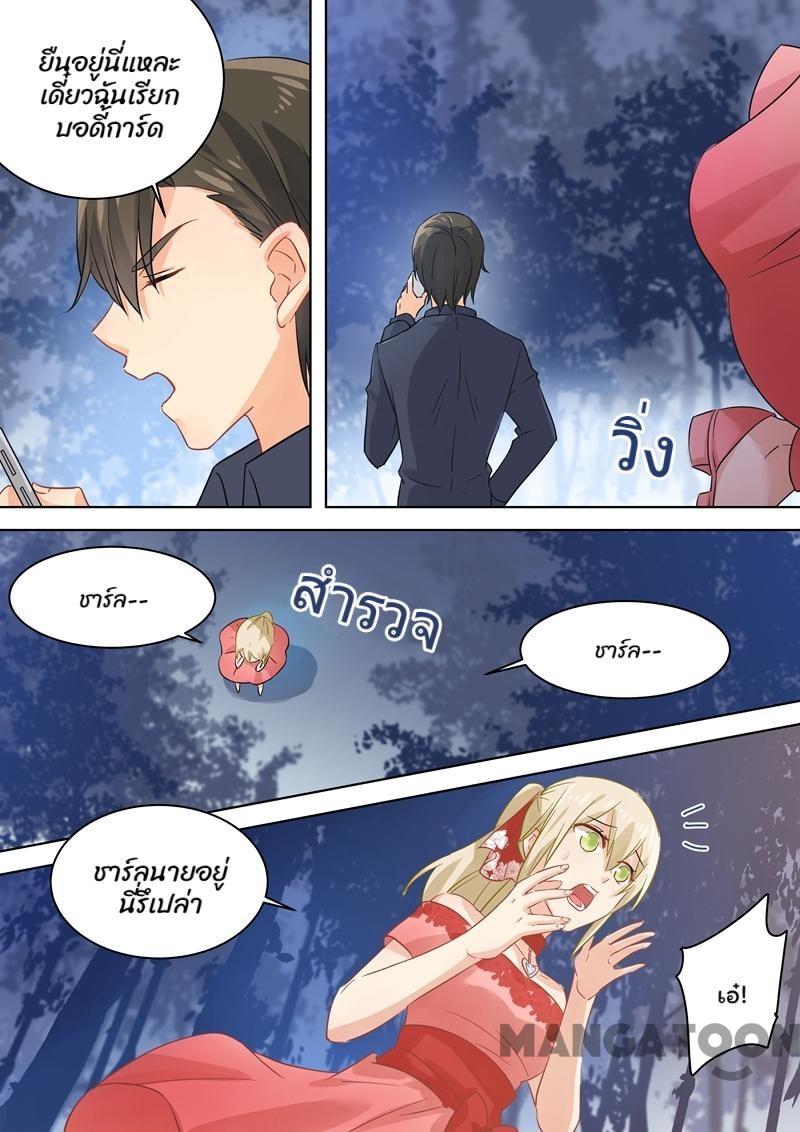 ยืนอยู่นี่แหละ
เดี๋ยวฉันเรียก
บอดี้การ์ด
วิ่ง
ชาร์ล--
สำรวจ
ชาร์ล--
ชาร์ลนายอยู่
นี่รึเปล่า
เอ๋!
MANGATOON